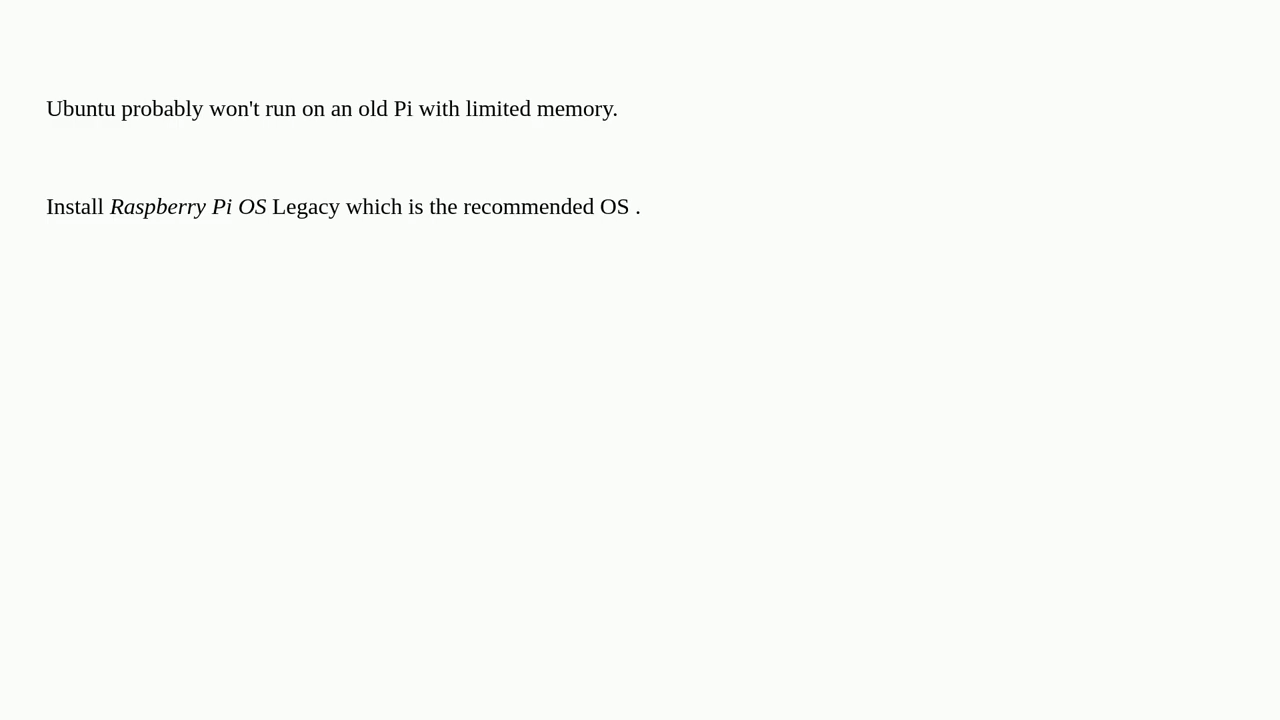 Ubuntu probably won't run on an old Pi with limited memory.
Install Raspberry Pi OS Legacy which is the recommended OS .